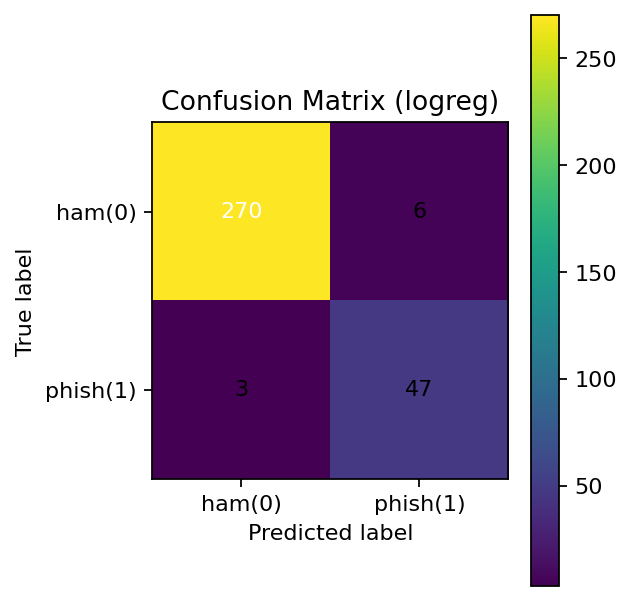 Confusion Matrix (logreg)
True label
ham(0)
phish(1)
270
6
3
47
ham(0)
phish(1)
Predicted label
250
200
150
100
50